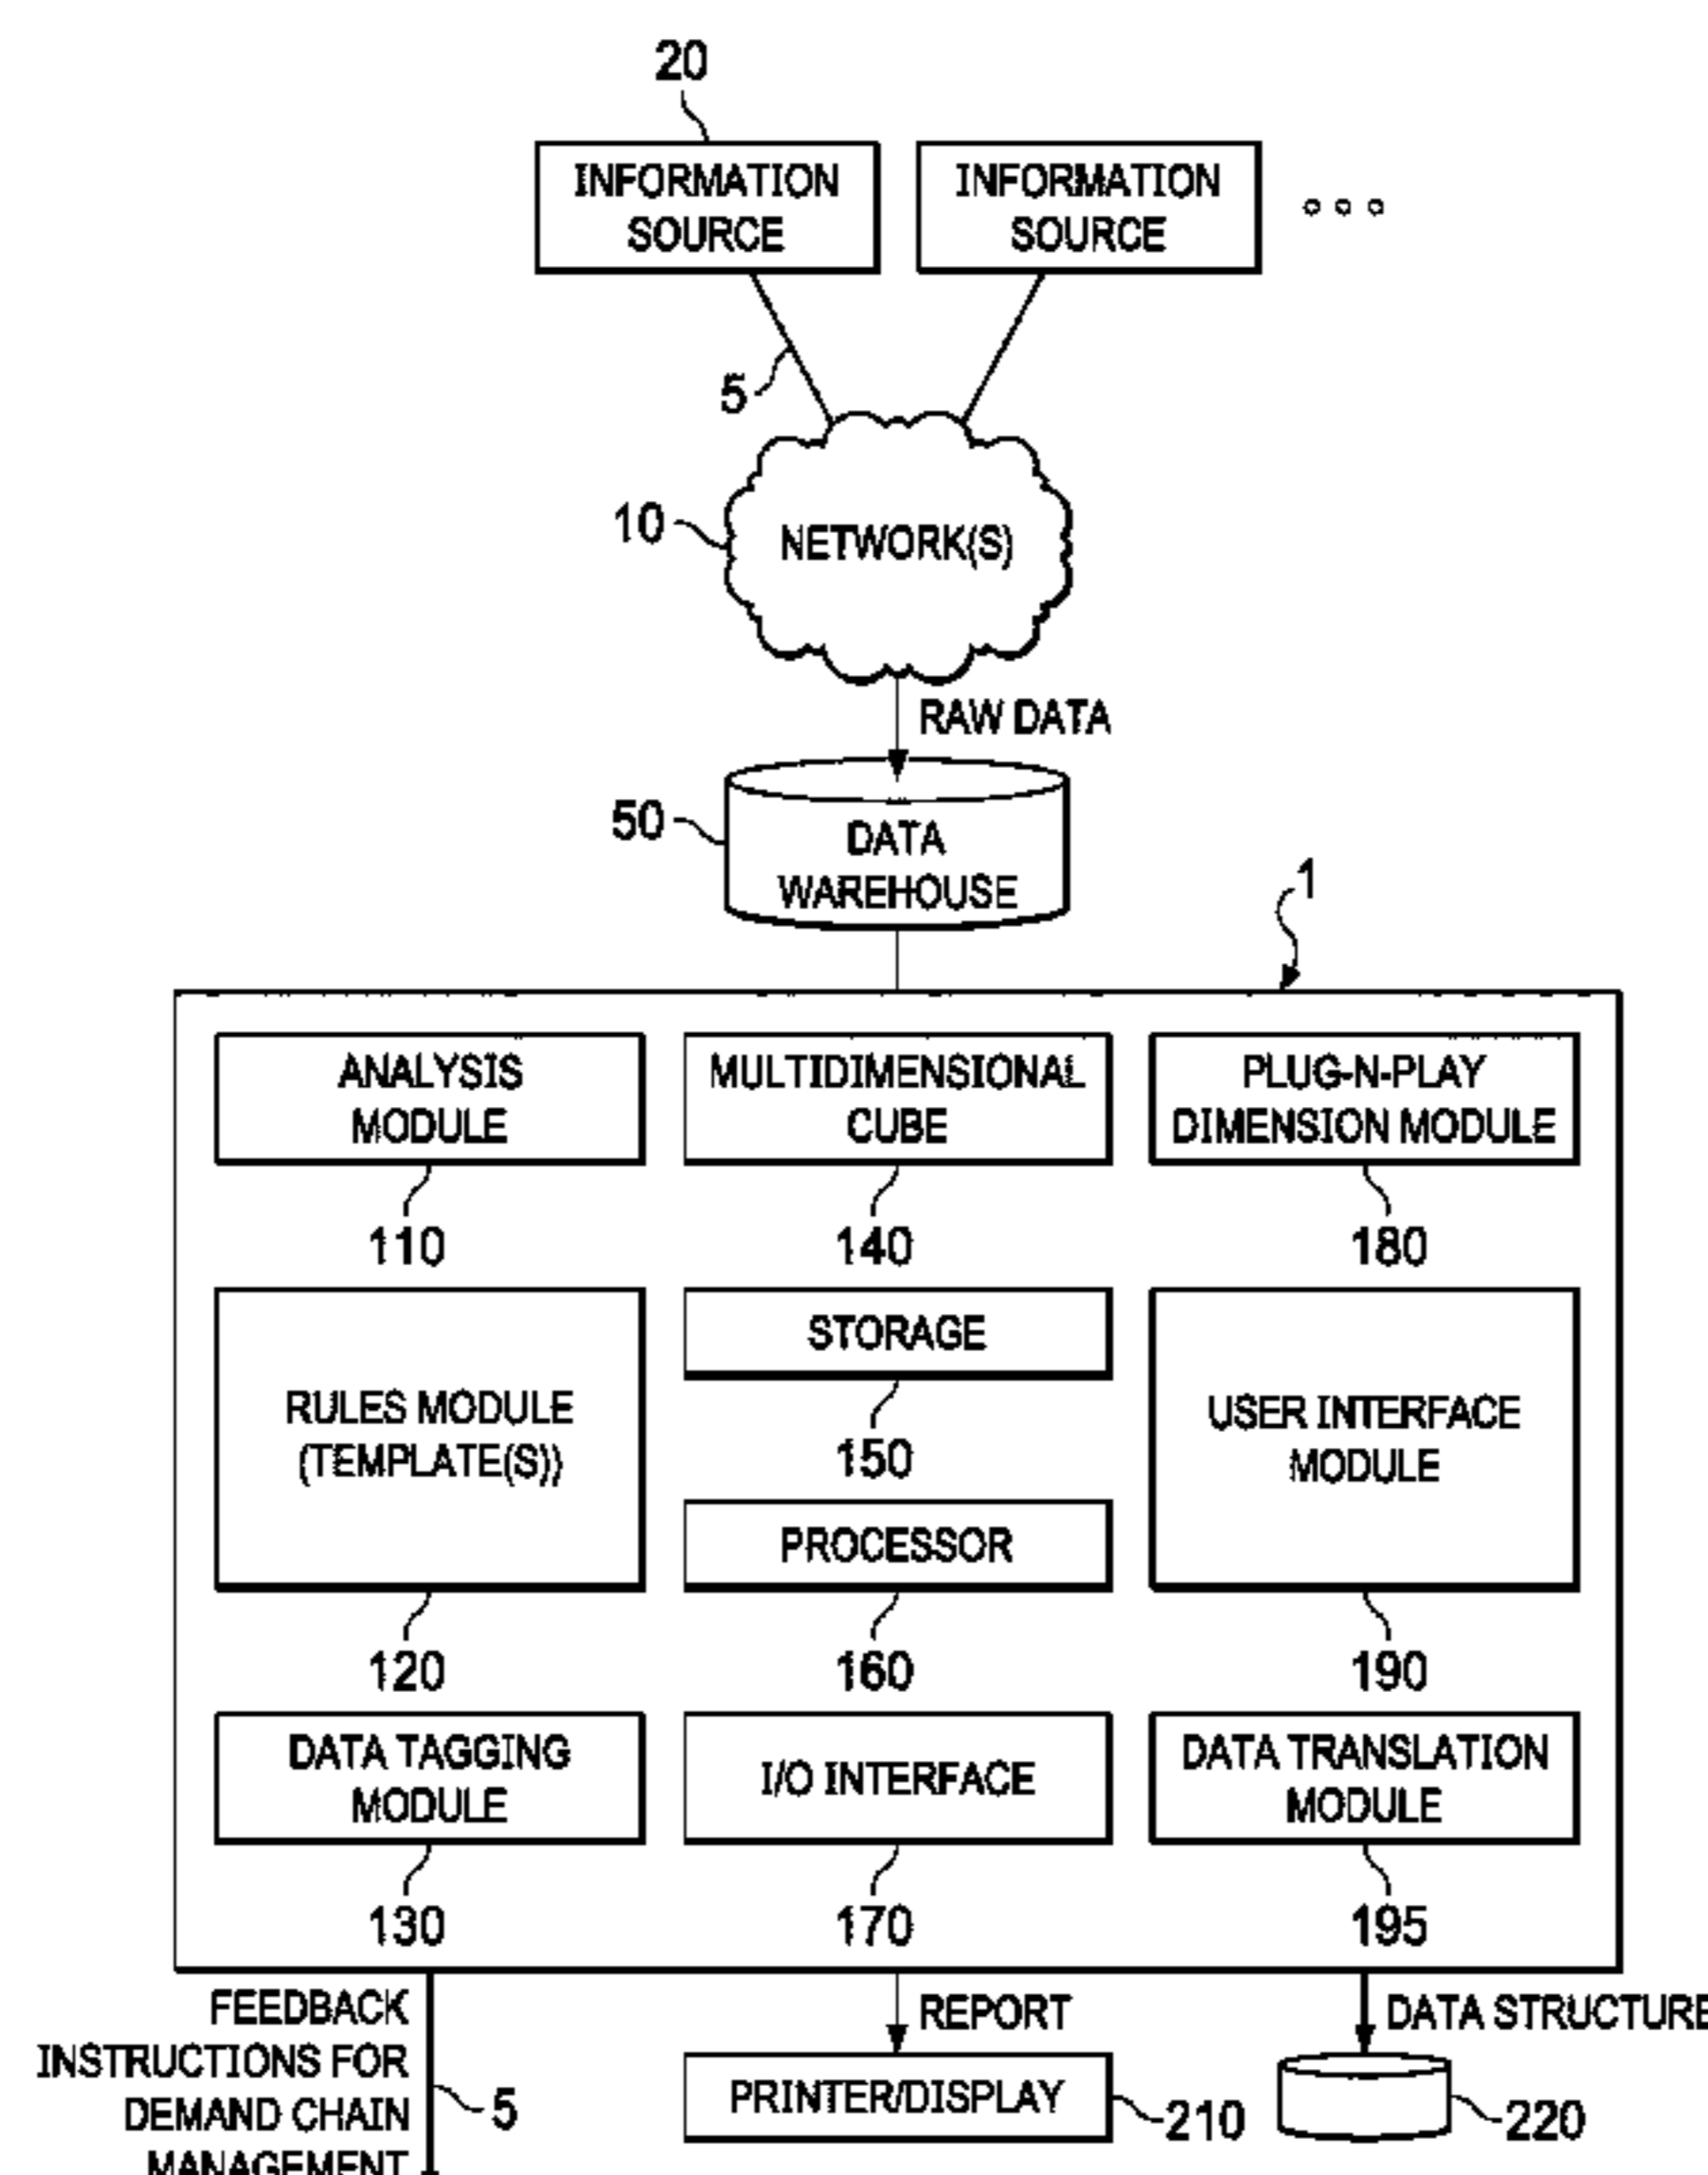 20
INFORMATION
SOURCE
INFORMATION
SOURCE
5
10
NETWORK(S)
RAW DATA
50
DATA
WAREHOUSE
1
ANALYSIS
MODULE
110
MULTIDIMENSIONAL
CUBE
140
PLUG-N-PLAY
DIMENSION MODULE
180
RULES MODULE
(TEMPLATE(S))
120
STORAGE
150
PROCESSOR
160
USER INTERFACE
MODULE
190
DATA TAGGING
MODULE
130
I/O INTERFACE
170
DATA TRANSLATION
MODULE
195
FEEDBACK
INSTRUCTIONS FOR
DEMAND CHAIN
MANAGEMENT
5
REPORT
PRINTER/DISPLAY
210
DATA STRUCTURE
220